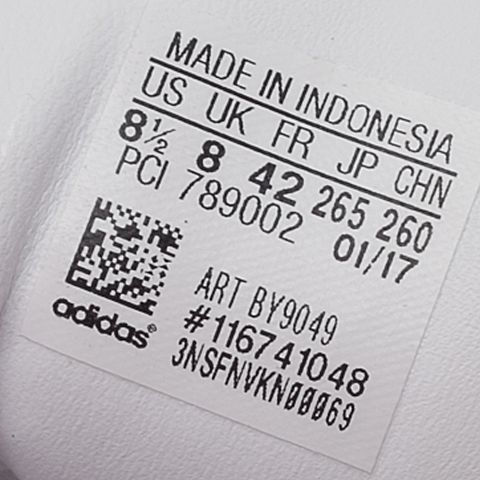 MADE IN INDONESIA
US UK FR JP CHN
8½ 8 42 265 260
PCI 789002 01/17
ART BY9049
#116741048
3NSFNVKN00069
adidas®